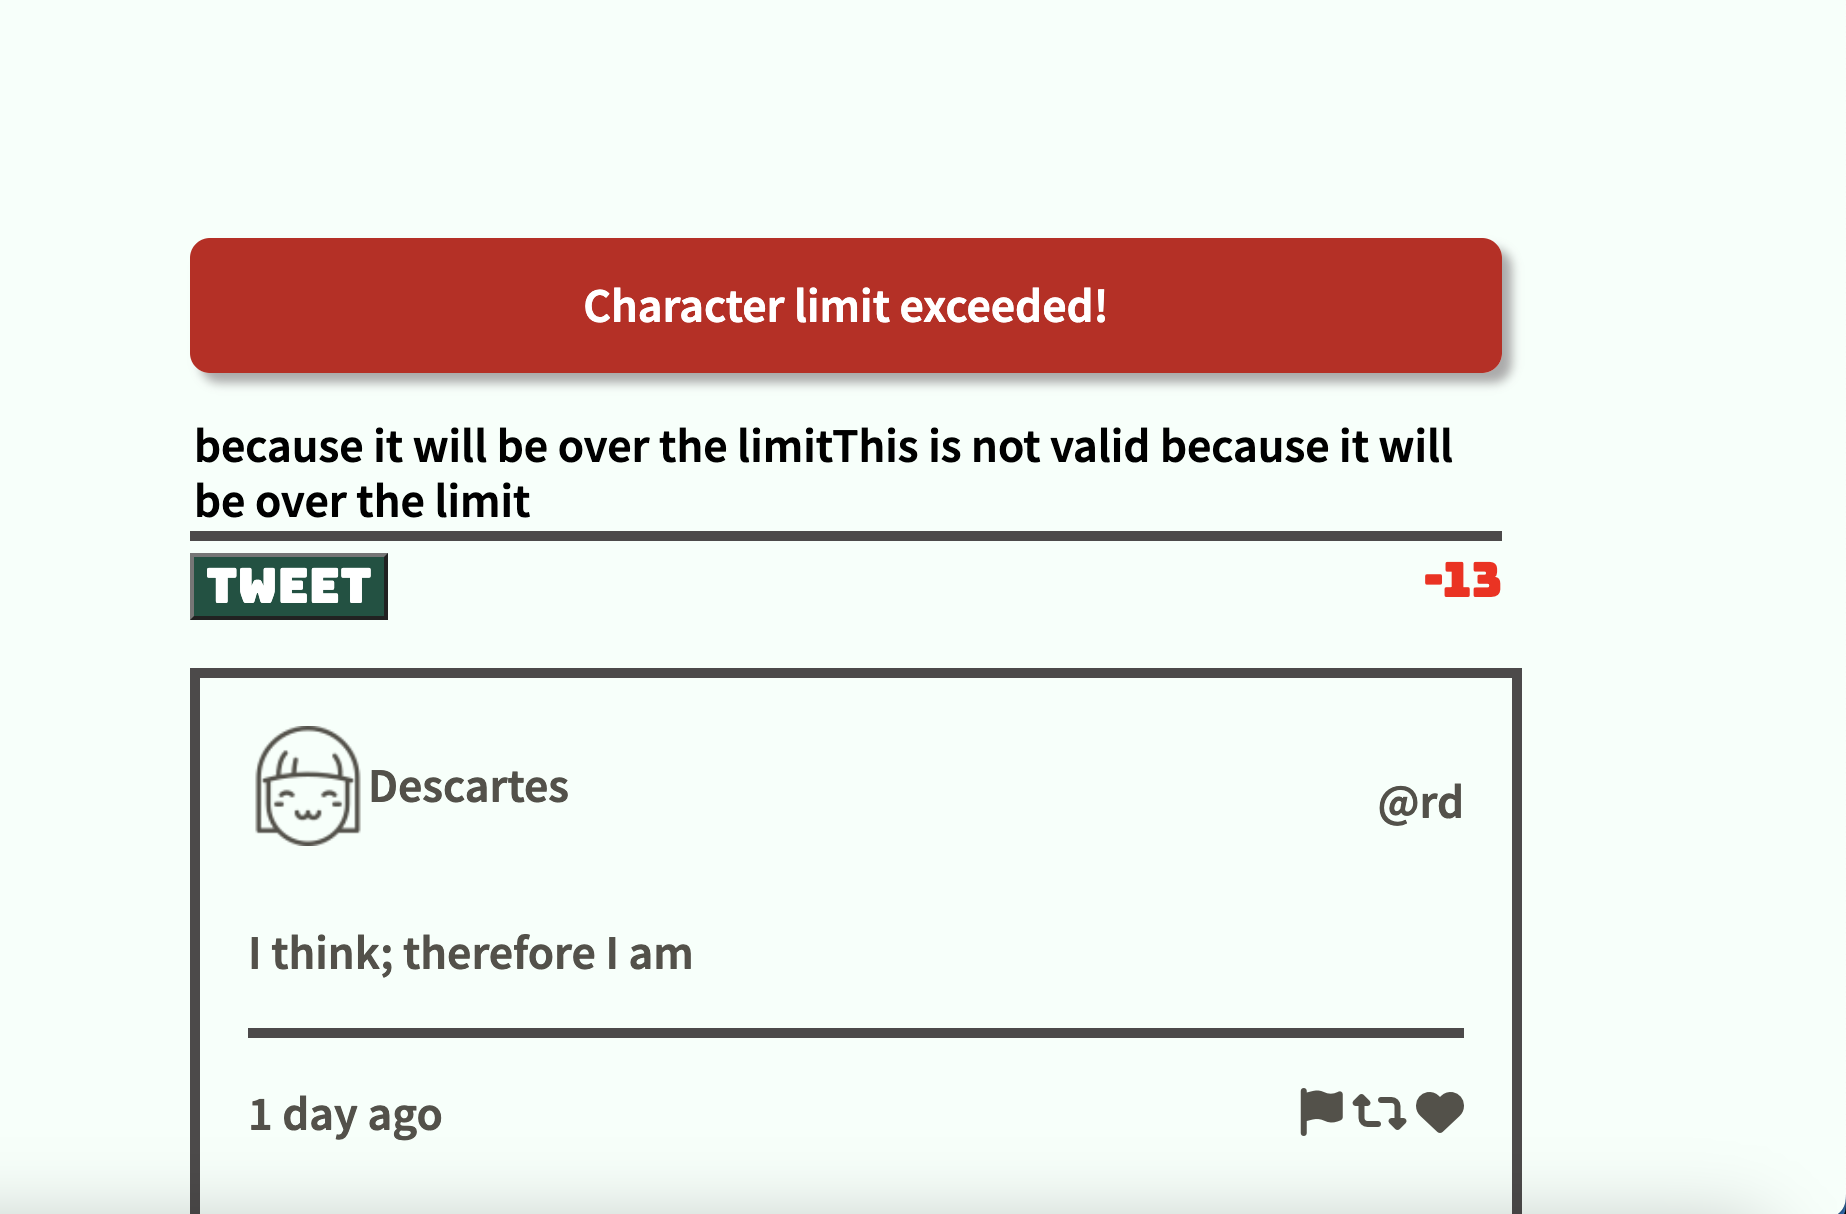 Character limit exceeded!
because it will be over the limitThis is not valid because it will
be over the limit
TWEET
-13
Descartes
@rd
I think; therefore I am
1 day ago